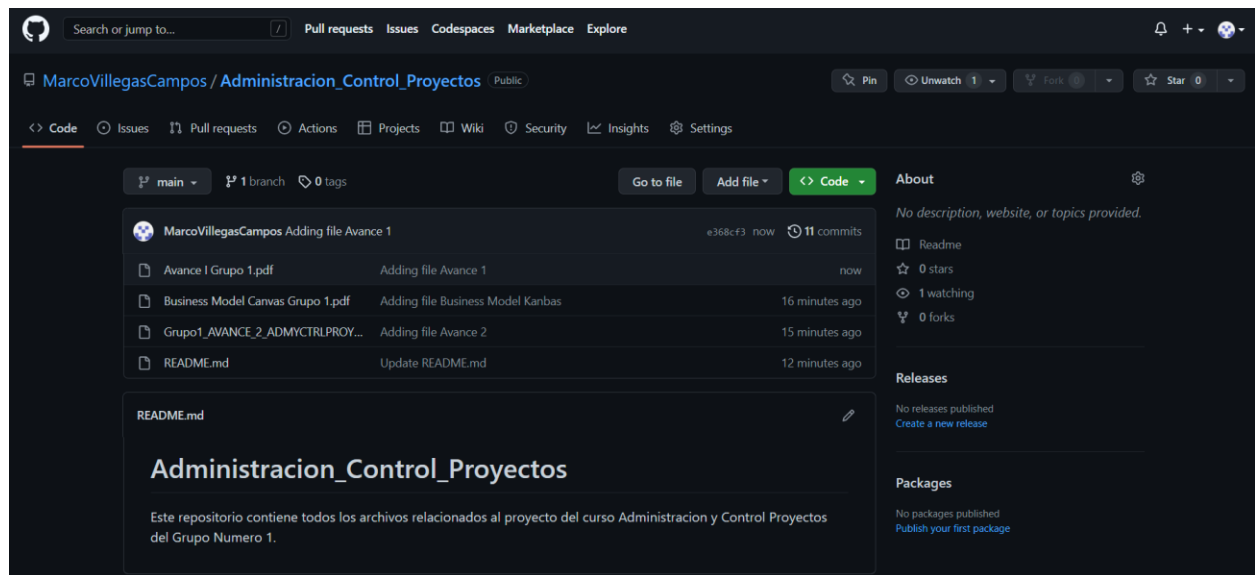 Search or jump to... / Pull requests Issues Codespaces Marketplace Explore
MarcoVillegasCampos / Administracion_Control_Proyectos Public Pin Unwatch 1 Fork 0 Star 0
<> Code Issues Pull requests Actions Projects Wiki Security Insights Settings
main 1 branch 0 tags Go to file Add file <> Code
MarcoVillegasCampos Adding file Avance 1 e368cf3 now 11 commits
Avance I Grupo 1.pdf Adding file Avance 1 now
Business Model Canvas Grupo 1.pdf Adding file Business Model Kanbas 16 minutes ago
Grupo1_AVANCE_2_ADMYCTRLPROY... Adding file Avance 2 15 minutes ago
README.md Update README.md 12 minutes ago
README.md
Administracion_Control_Proyectos
Este repositorio contiene todos los archivos relacionados al proyecto del curso Administracion y Control Proyectos
del Grupo Numero 1.
About
No description, website, or topics provided.
Readme
0 stars
1 watching
0 forks
Releases
No releases published
Create a new release
Packages
No packages published
Publish your first package